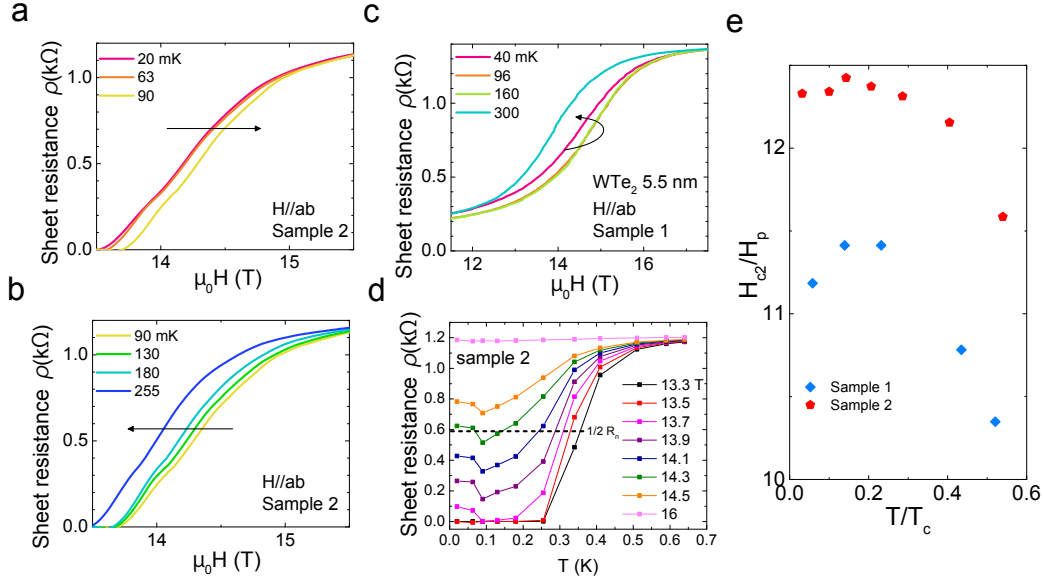 a
Sheet resistance ρ(kΩ)
1.0
0.5
0.0
20 mK
63
90
H//ab
Sample 2
14
15
μ₀H (T)
b
Sheet resistance ρ(kΩ)
1.0
0.5
0.0
90 mK
130
180
255
H//ab
Sample 2
14
15
μ₀H (T)
c
Sheet resistance ρ(kΩ)
1.2
0.8
0.4
0.0
40 mK
96
160
300
WTe₂ 5.5 nm
H//ab
Sample 1
12
14
16
μ₀H (T)
d
Sheet resistance ρ(kΩ)
1.2
1.0
0.8
0.6
0.4
0.2
0.0
sample 2
1/2 Rₙ
13.3 T
13.5
13.7
13.9
14.1
14.3
14.5
16
0.0
0.1
0.2
0.3
0.4
0.5
0.6
0.7
T (K)
e
H_c2/H_p
12
11
10
Sample 1
Sample 2
0.0
0.2
0.4
0.6
T/T_c